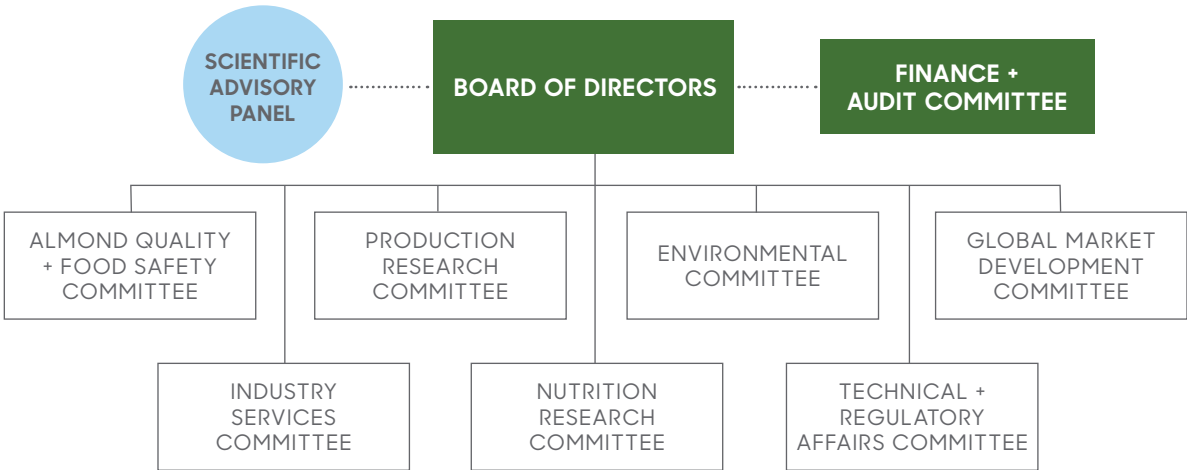 SCIENTIFIC
ADVISORY
PANEL
BOARD OF DIRECTORS
FINANCE +
AUDIT COMMITTEE
ALMOND QUALITY
+ FOOD SAFETY
COMMITTEE
PRODUCTION
RESEARCH
COMMITTEE
ENVIRONMENTAL
COMMITTEE
GLOBAL MARKET
DEVELOPMENT
COMMITTEE
INDUSTRY
SERVICES
COMMITTEE
NUTRITION
RESEARCH
COMMITTEE
TECHNICAL +
REGULATORY
AFFAIRS COMMITTEE